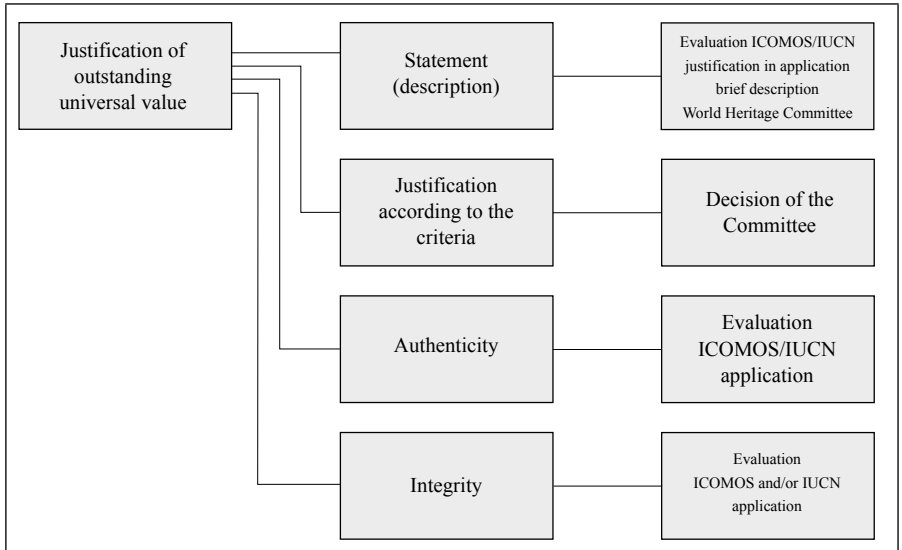 Justification of
outstanding
universal value
Statement
(description)
Evaluation ICOMOS/IUCN
justification in application
brief description
World Heritage Committee
Justification
according to the
criteria
Decision of the
Committee
Authenticity
Evaluation
ICOMOS/IUCN
application
Integrity
Evaluation
ICOMOS and/or IUCN
application